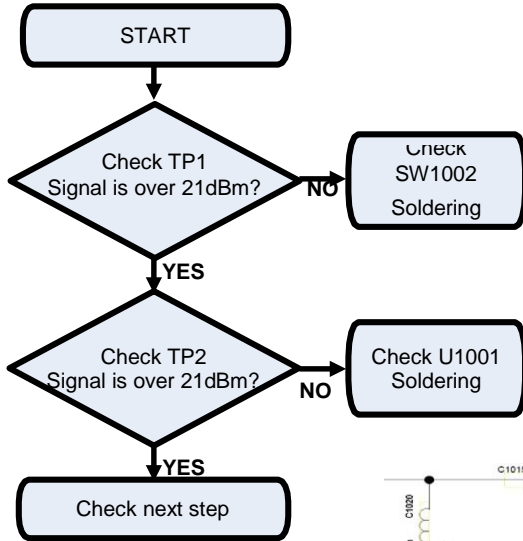 START
Check TP1
Signal is over 21dBm?
NO
Check
SW1002
Soldering
YES
Check TP2
Signal is over 21dBm?
NO
Check U1001
Soldering
YES
Check next step
C1020